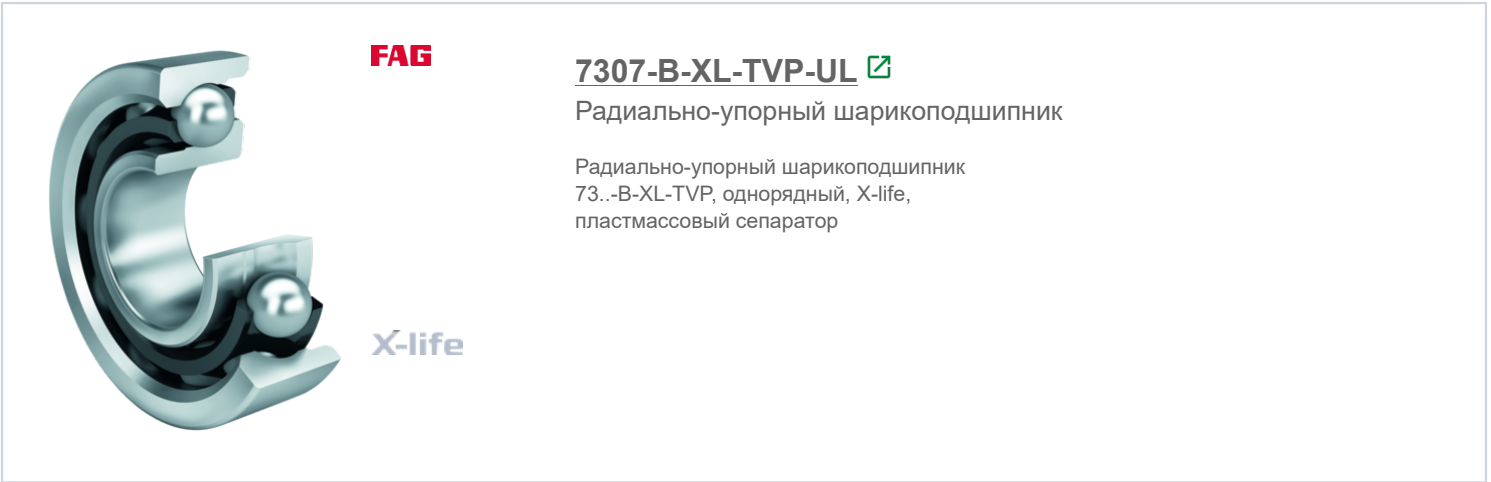 FAG
7307-B-XL-TVP-UL
Радиально-упорный шарикоподшипник
Радиально-упорный шарикоподшипник
73..-B-XL-TVP, однорядный, X-life,
пластмассовый сепаратор
X-life